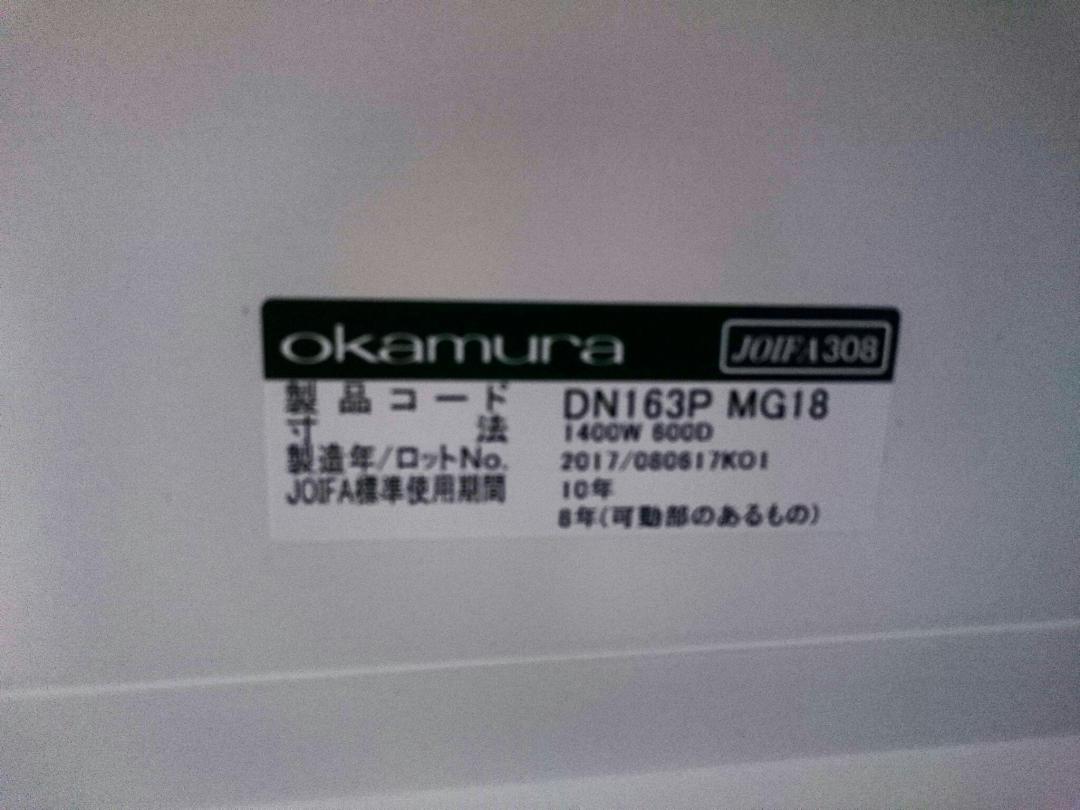 okamura JOIFA308
製品コード DN163P MG18
寸法 1400W 600D
製造年/ロットNo. 2017/080617K01
JOIFA標準使用期間 10年
8年(可動部のあるもの)